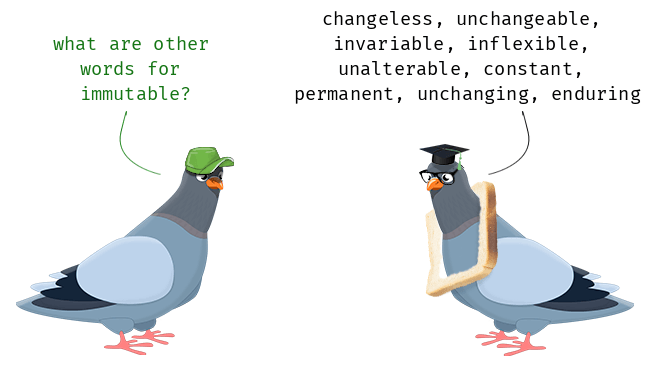 what are other
words for
immutable?
changeless, unchangeable,
invariable, inflexible,
unalterable, constant,
permanent, unchanging, enduring